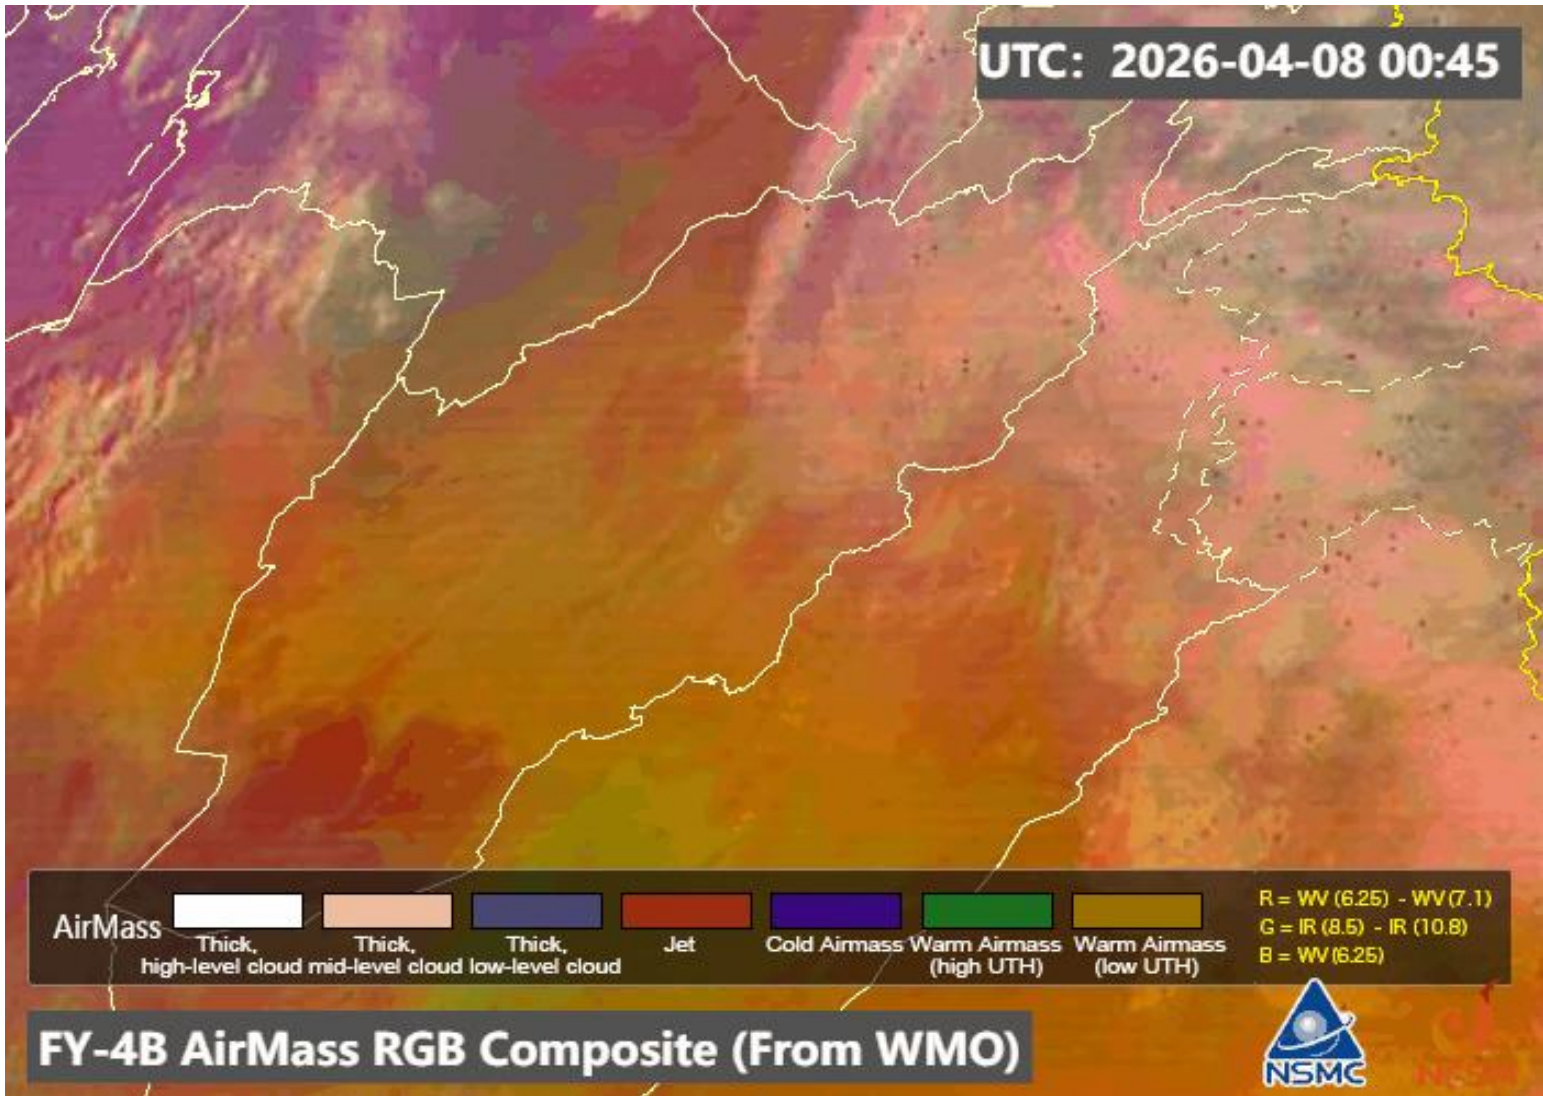 UTC: 2026-04-08 00:45
AirMass
Thick,
high-level cloud
Thick,
mid-level cloud
Thick,
low-level cloud
Jet
Cold Airmass
Warm Airmass
(high UTH)
Warm Airmass
(low UTH)
R = WV (6.25) - WV (7.1)
G = IR (8.5) - IR (10.8)
B = WV (6.25)
FY-4B AirMass RGB Composite (From WMO)
NSMC